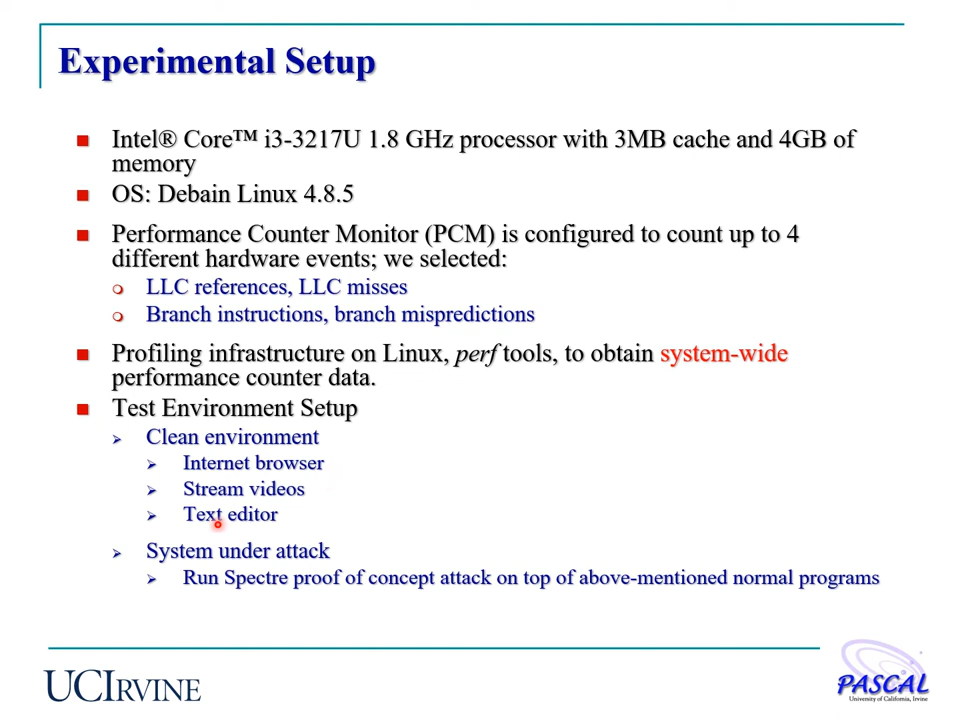 Experimental Setup
Intel® Core™ i3-3217U 1.8 GHz processor with 3MB cache and 4GB of
memory
OS: Debain Linux 4.8.5
Performance Counter Monitor (PCM) is configured to count up to 4
different hardware events; we selected:
LLC references, LLC misses
Branch instructions, branch mispredictions
Profiling infrastructure on Linux, perf tools, to obtain system-wide
performance counter data.
Test Environment Setup
Clean environment
Internet browser
Stream videos
Text editor
System under attack
Run Spectre proof of concept attack on top of above-mentioned normal programs
UCIRVINE
PASCAL
University of California, Irvine